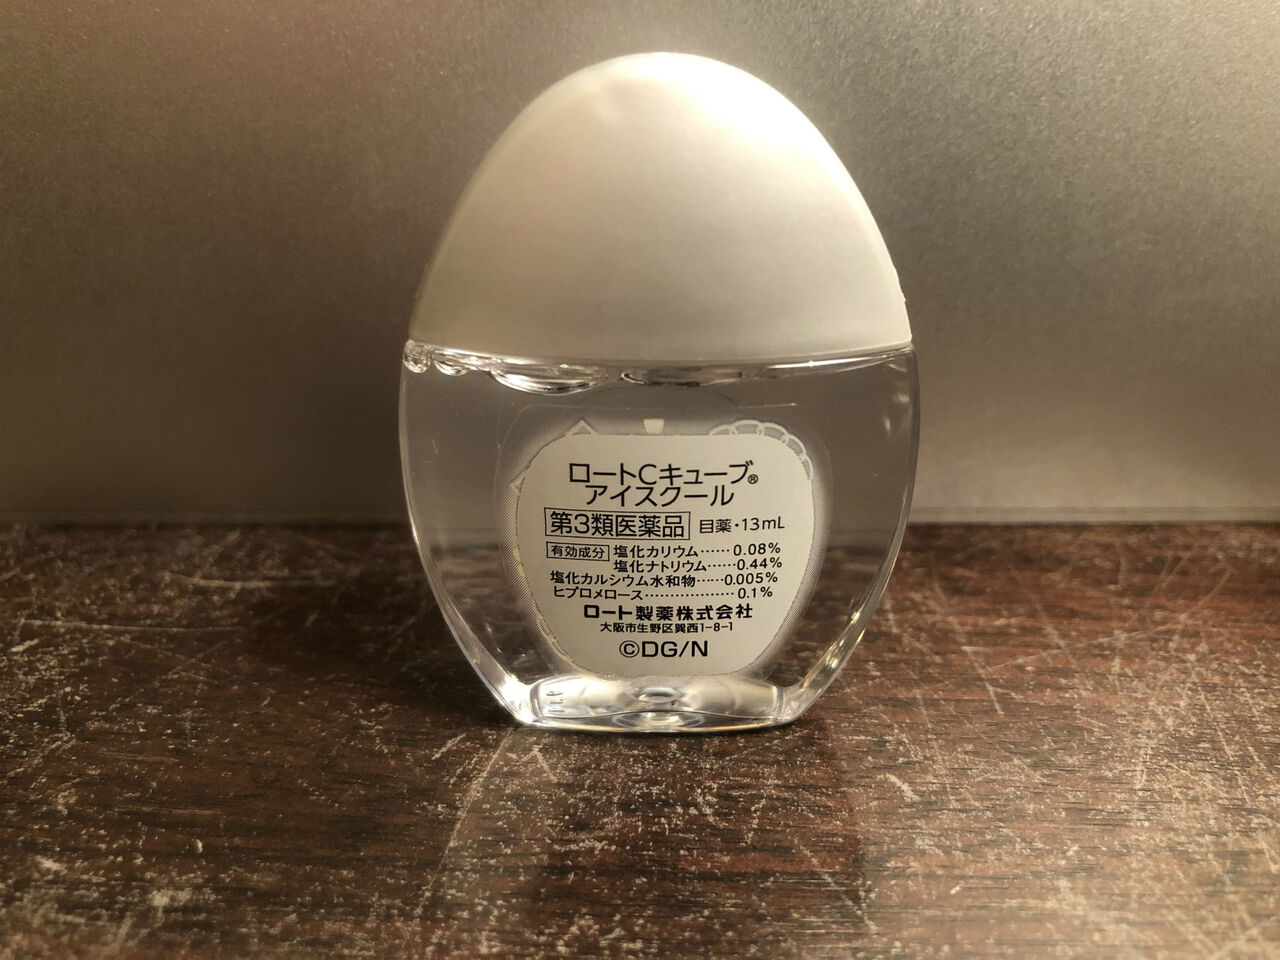 ロートCキューブ®
アイスクール
第3類医薬品 目薬・13mL
有効成分 塩化カリウム……0.08%
塩化ナトリウム……0.44%
塩化カルシウム水和物……0.005%
ヒプロメロース………………0.1%
ロート製薬株式会社
大阪市生野区巽西1-8-1
©DG/N